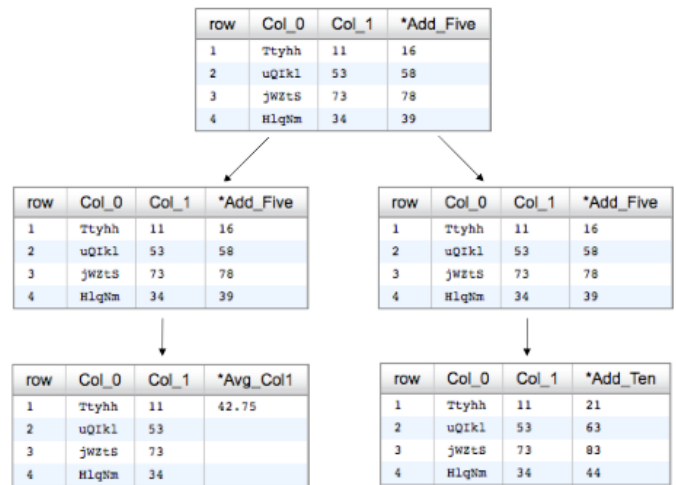 row Col_0 Col_1 *Add_Five
1 Ttyhh 11 16
2 uQIkl 53 58
3 jWZtS 73 78
4 HlqNm 34 39
row Col_0 Col_1 *Add_Five
1 Ttyhh 11 16
2 uQIkl 53 58
3 jWZtS 73 78
4 HlqNm 34 39
row Col_0 Col_1 *Add_Five
1 Ttyhh 11 16
2 uQIkl 53 58
3 jWZtS 73 78
4 HlqNm 34 39
row Col_0 Col_1 *Avg_Col1
1 Ttyhh 11 42.75
2 uQIkl 53
3 jWZtS 73
4 HlqNm 34
row Col_0 Col_1 *Add_Ten
1 Ttyhh 11 21
2 uQIkl 53 63
3 jWZtS 73 83
4 HlqNm 34 44